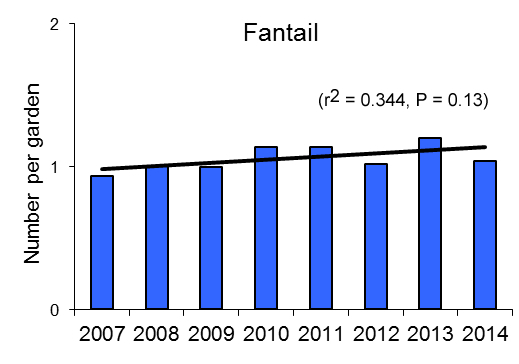 Fantail
(r2 = 0.344, P = 0.13)
Number per garden
2
1
0
2007 2008 2009 2010 2011 2012 2013 2014